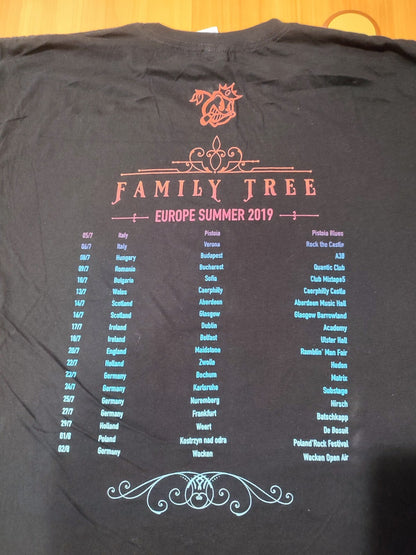 FAMILY TREE
EUROPE SUMMER 2019
05/7 Italy Pistoia Pistoia Blues
06/7 Italy Verona Rock the Castle
08/7 Hungary Budapest A38
09/7 Romania Bucharest Quantic Club
10/7 Bulgaria Sofia Club Mixtape5
13/7 Wales Caerphilly Caerphilly Castle
14/7 Scotland Aberdeen Aberdeen Music Hall
16/7 Scotland Glasgow Glasgow Barrowland
17/7 Ireland Dublin Academy
18/7 Ireland Belfast Ulster Hall
20/7 England Maidstone Ramblin' Man Fair
22/7 Holland Zwolle Hedon
23/7 Germany Bochum Matrix
24/7 Germany Karlsruhe Substage
25/7 Germany Nuremberg Hirsch
27/7 Germany Frankfurt Batschkapp
29/7 Holland Weert De Bosuil
01/8 Poland Kostrzyn nad odra Poland'Rock Festival
02/8 Germany Wacken Wacken Open Air